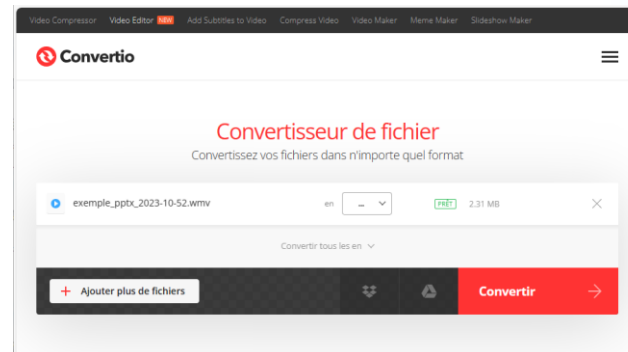 Video Compressor Video Editor NEW Add Subtitles to Video Compress Video Video Maker Meme Maker Slideshow Maker
Convertio
Convertisseur de fichier
Convertissez vos fichiers dans n'importe quel format
exemple_pptx_2023-10-52.wmv en ... PRÊT 2.31 MB
Convertir tous les en
+ Ajouter plus de fichiers Convertir